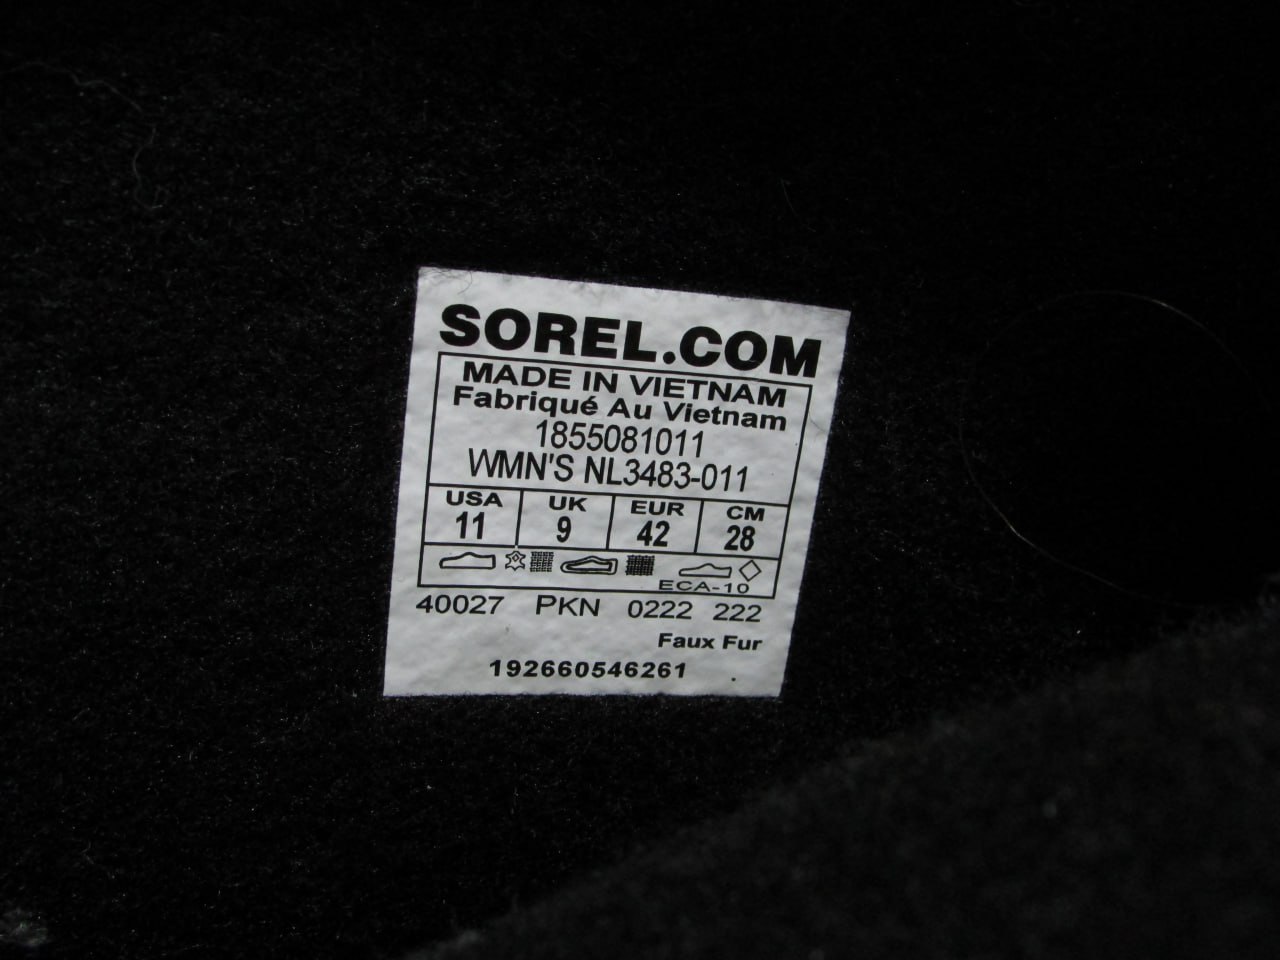 SOREL.COM
MADE IN VIETNAM
Fabriqué Au Vietnam
1855081011
WMN'S NL3483-011
USA UK EUR CM
11 9 42 28
ECA-10
40027 PKN 0222 222
Faux Fur
192660546261